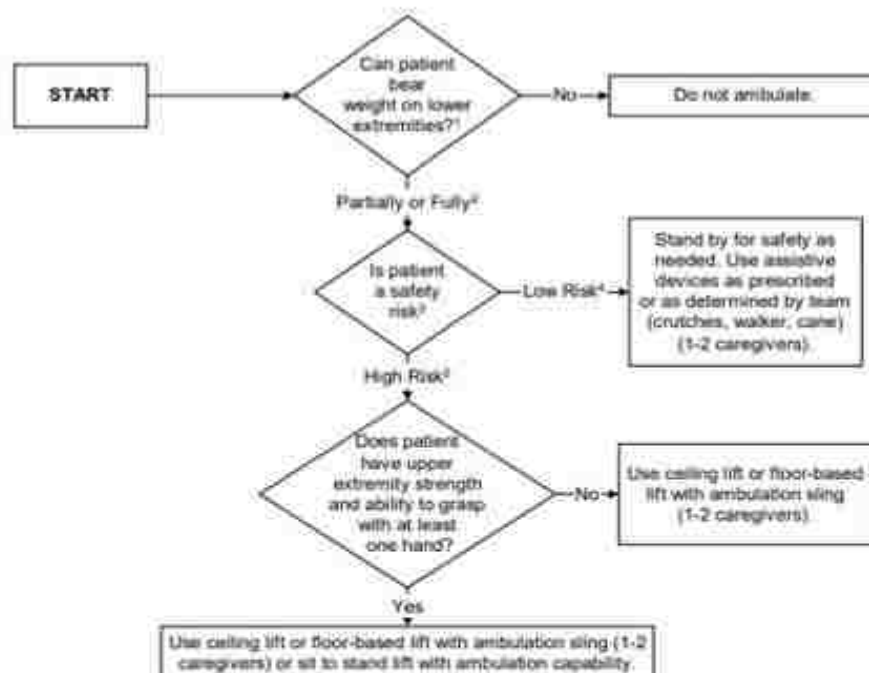 START
Can patient
bear
weight on lower
extremities?¹
No
Do not ambulate.
Partially or Fully²
Is patient
a safety
risk?
Low Risk⁴
Stand by for safety as
needed. Use assistive
devices as prescribed
or as determined by team
(crutches, walker, cane)
(1-2 caregivers).
High Risk³
Does patient
have upper
extremity strength
and ability to grasp
with at least
one hand?
No
Use ceiling lift or floor-based
lift with ambulation sling
(1-2 caregivers)
Yes
Use ceiling lift or floor-based lift with ambulation sling (1-2
caregivers) or sit to stand lift with ambulation capability.